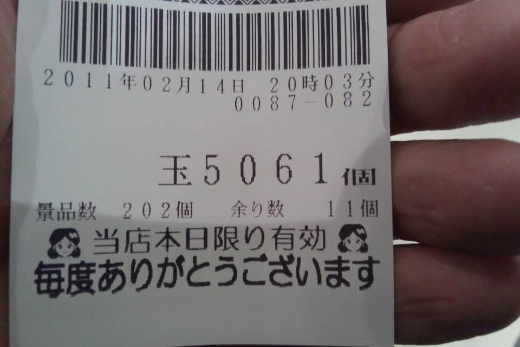 2011年02月14日 20時03分
0087-082
玉5061個
景品数 202個 余り数 11個
当店本日限り有効
毎度ありがとうございます